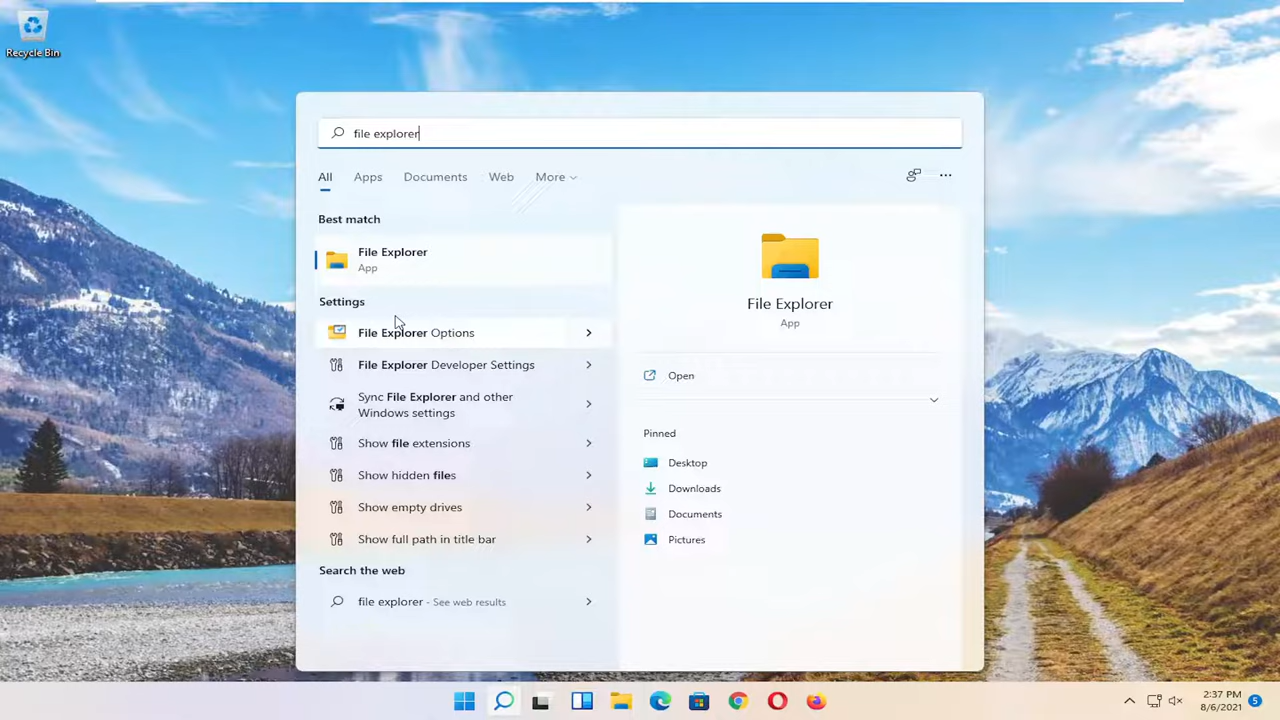 Recycle Bin
file explorer
All Apps Documents Web More
Best match
File Explorer
App
Settings
File Explorer Options
File Explorer Developer Settings
Sync File Explorer and other
Windows settings
Show file extensions
Show hidden files
Show empty drives
Show full path in title bar
Search the web
file explorer - See web results
File Explorer
App
Open
Pinned
Desktop
Downloads
Documents
Pictures
2:37 PM
8/6/2021
5